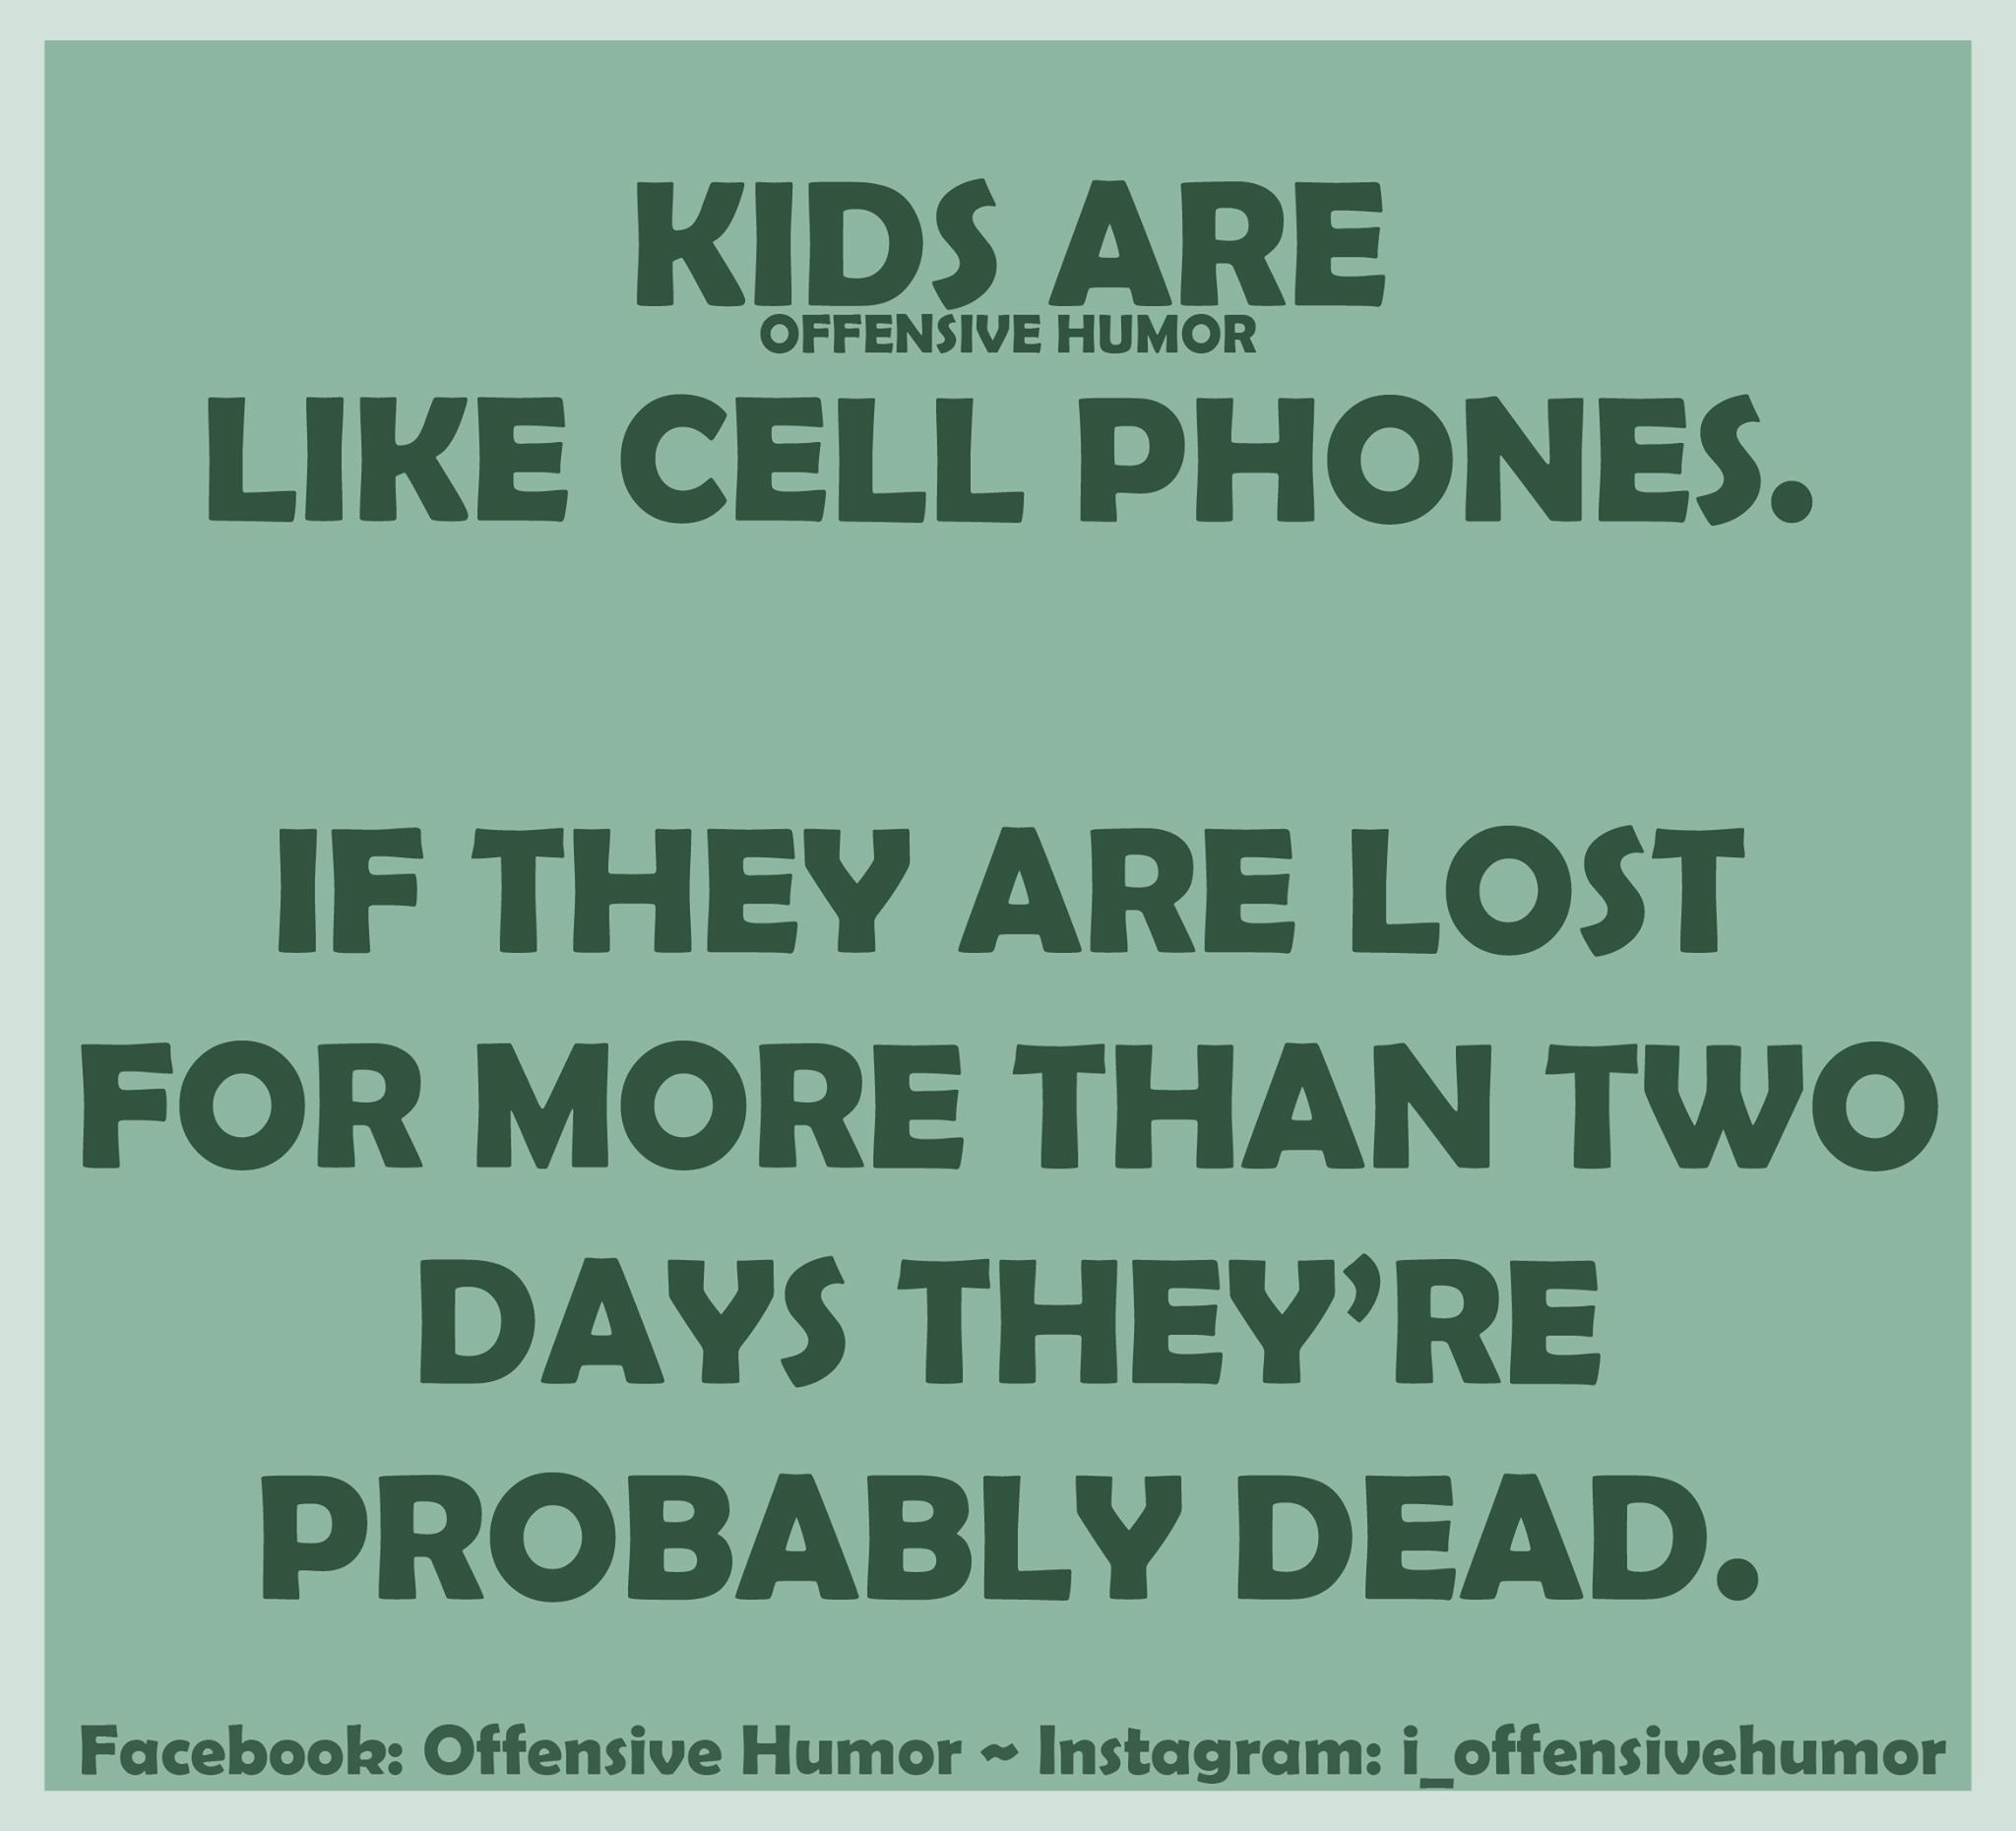 KIDS ARE
OFFENSIVE HUMOR
LIKE CELL PHONES.
IF THEY ARE LOST
FOR MORE THAN TWO
DAYS THEY’RE
PROBABLY DEAD.
Facebook: Offensive Humor ~ Instagram: i_offensivehumor